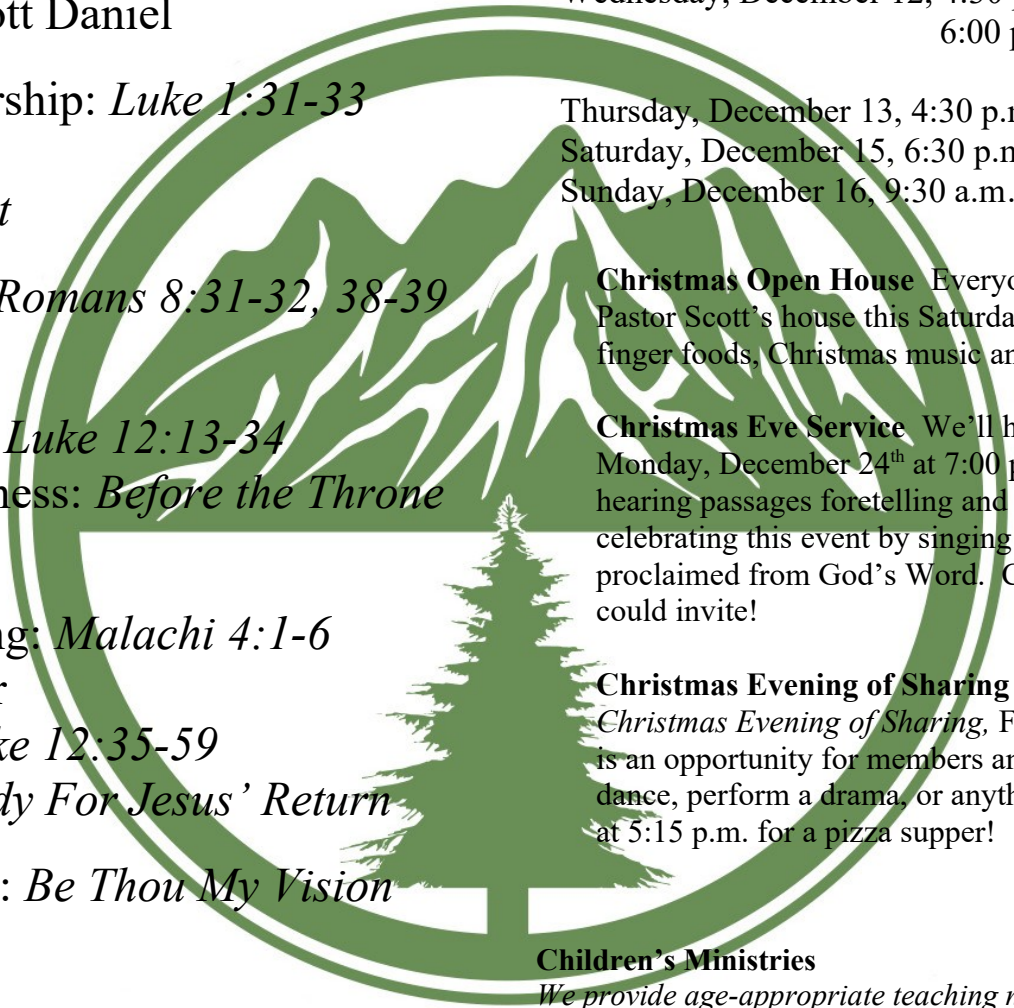 ott Daniel
rship: Luke 1:31-33
t
Romans 8:31-32, 38-39
Luke 12:13-34
ness: Before the Throne
ng: Malachi 4:1-6
r
ke 12:35-59
dy For Jesus’ Return
: Be Thou My Vision
Wednesday, December 12, 4:30 p
6:00 p
Thursday, December 13, 4:30 p.m
Saturday, December 15, 6:30 p.m
Sunday, December 16, 9:30 a.m.
Christmas Open House Everyo
Pastor Scott’s house this Saturda
finger foods, Christmas music an
Christmas Eve Service We’ll h
Monday, December 24th at 7:00 p
hearing passages foretelling and
celebrating this event by singing
proclaimed from God’s Word. C
could invite!
Christmas Evening of Sharing
Christmas Evening of Sharing, F
is an opportunity for members an
dance, perform a drama, or anyth
at 5:15 p.m. for a pizza supper!
Children’s Ministries
We provide age-appropriate teaching